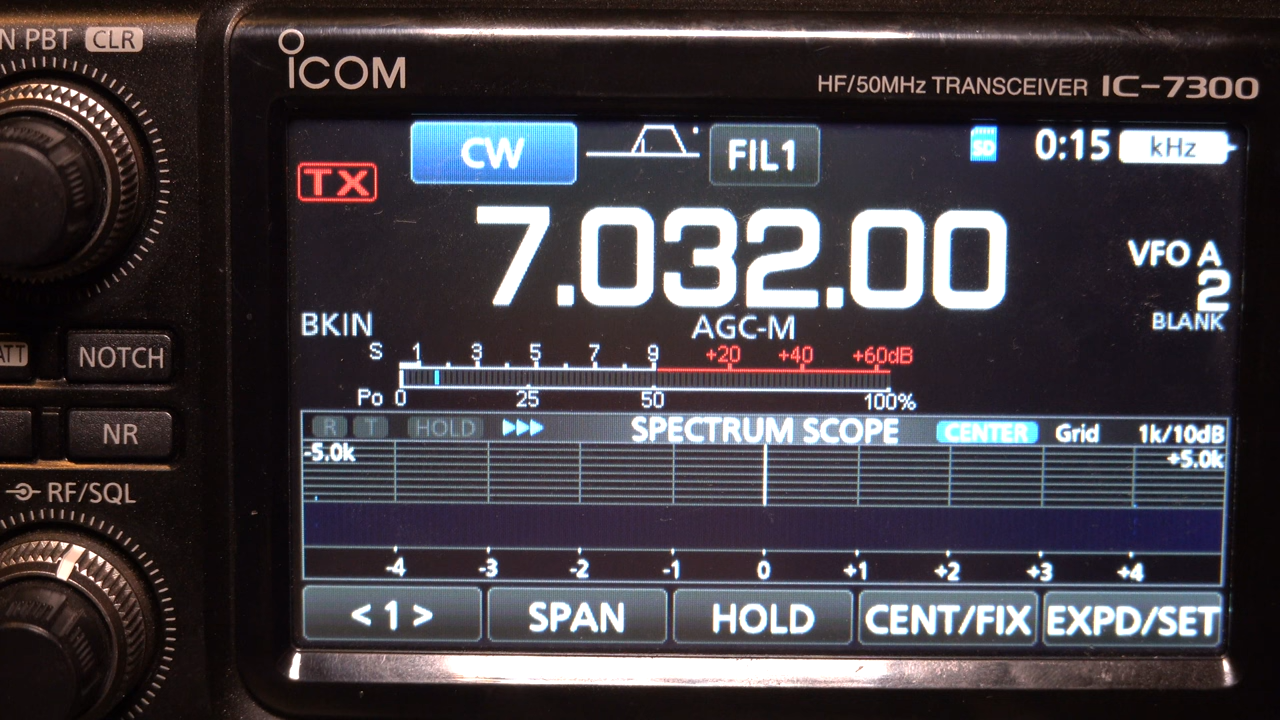 N PBT CLR
ICOM
HF/50MHz TRANSCEIVER IC-7300
CW FIL1 SD 0:15 kHz
TX
7.032.00
VFO A
2
BLANK
BKIN AGC-M
S 1 3 5 7 9 +20 +40 +60dB
Po 0 25 50 100%
ATT NOTCH
NR
R T HOLD SPECTRUM SCOPE CENTER Grid 1k/10dB
-5.0k +5.0k
RF/SQL
-4 -3 -2 -1 0 +1 +2 +3 +4
< 1 > SPAN HOLD CENT/FIX EXPD/SET